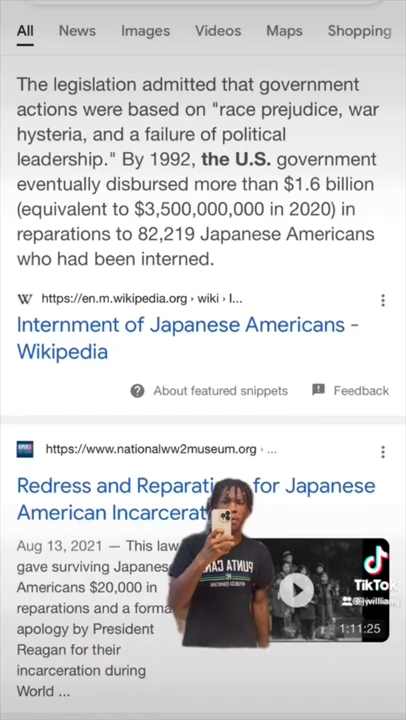 All News Images Videos Maps Shopping
The legislation admitted that government
actions were based on "race prejudice, war
hysteria, and a failure of political
leadership." By 1992, the U.S. government
eventually disbursed more than $1.6 billion
(equivalent to $3,500,000,000 in 2020) in
reparations to 82,219 Japanese Americans
who had been interned.
W https://en.m.wikipedia.org › wiki › I...
Internment of Japanese Americans -
Wikipedia
About featured snippets Feedback
https://www.nationalww2museum.org › ...
Redress and Reparati for Japanese
American Incarcerat
Aug 13, 2021 — This law
gave surviving Japanes
Americans $20,000 in
reparations and a forma
apology by President
Reagan for their
incarceration during
World ...
PUNTA CAN
TikTok
1:11:25